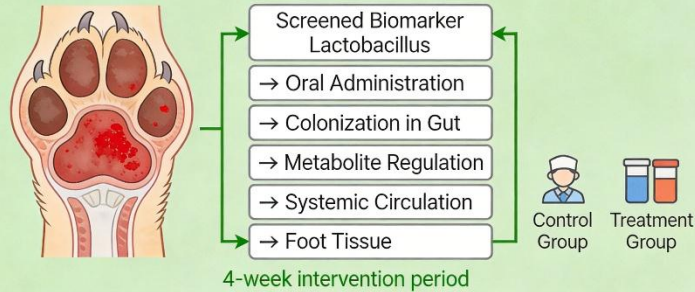 Screened Biomarker
Lactobacillus
→ Oral Administration
→ Colonization in Gut
→ Metabolite Regulation
→ Systemic Circulation
→ Foot Tissue
Control
Group
Treatment
Group
4-week intervention period